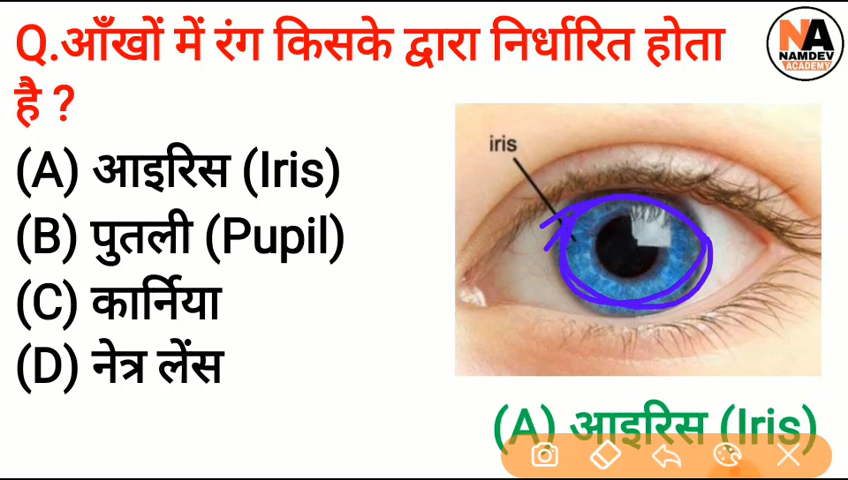 Q.आँखों में रंग किसके द्वारा निर्धारित होता
है ?
(A) आइरिस (Iris)
(B) पुतली (Pupil)
(C) कार्निया
(D) नेत्र लेंस
NA
NAMDEV
ACADEMY
iris
(A) आइरिस (Iris)